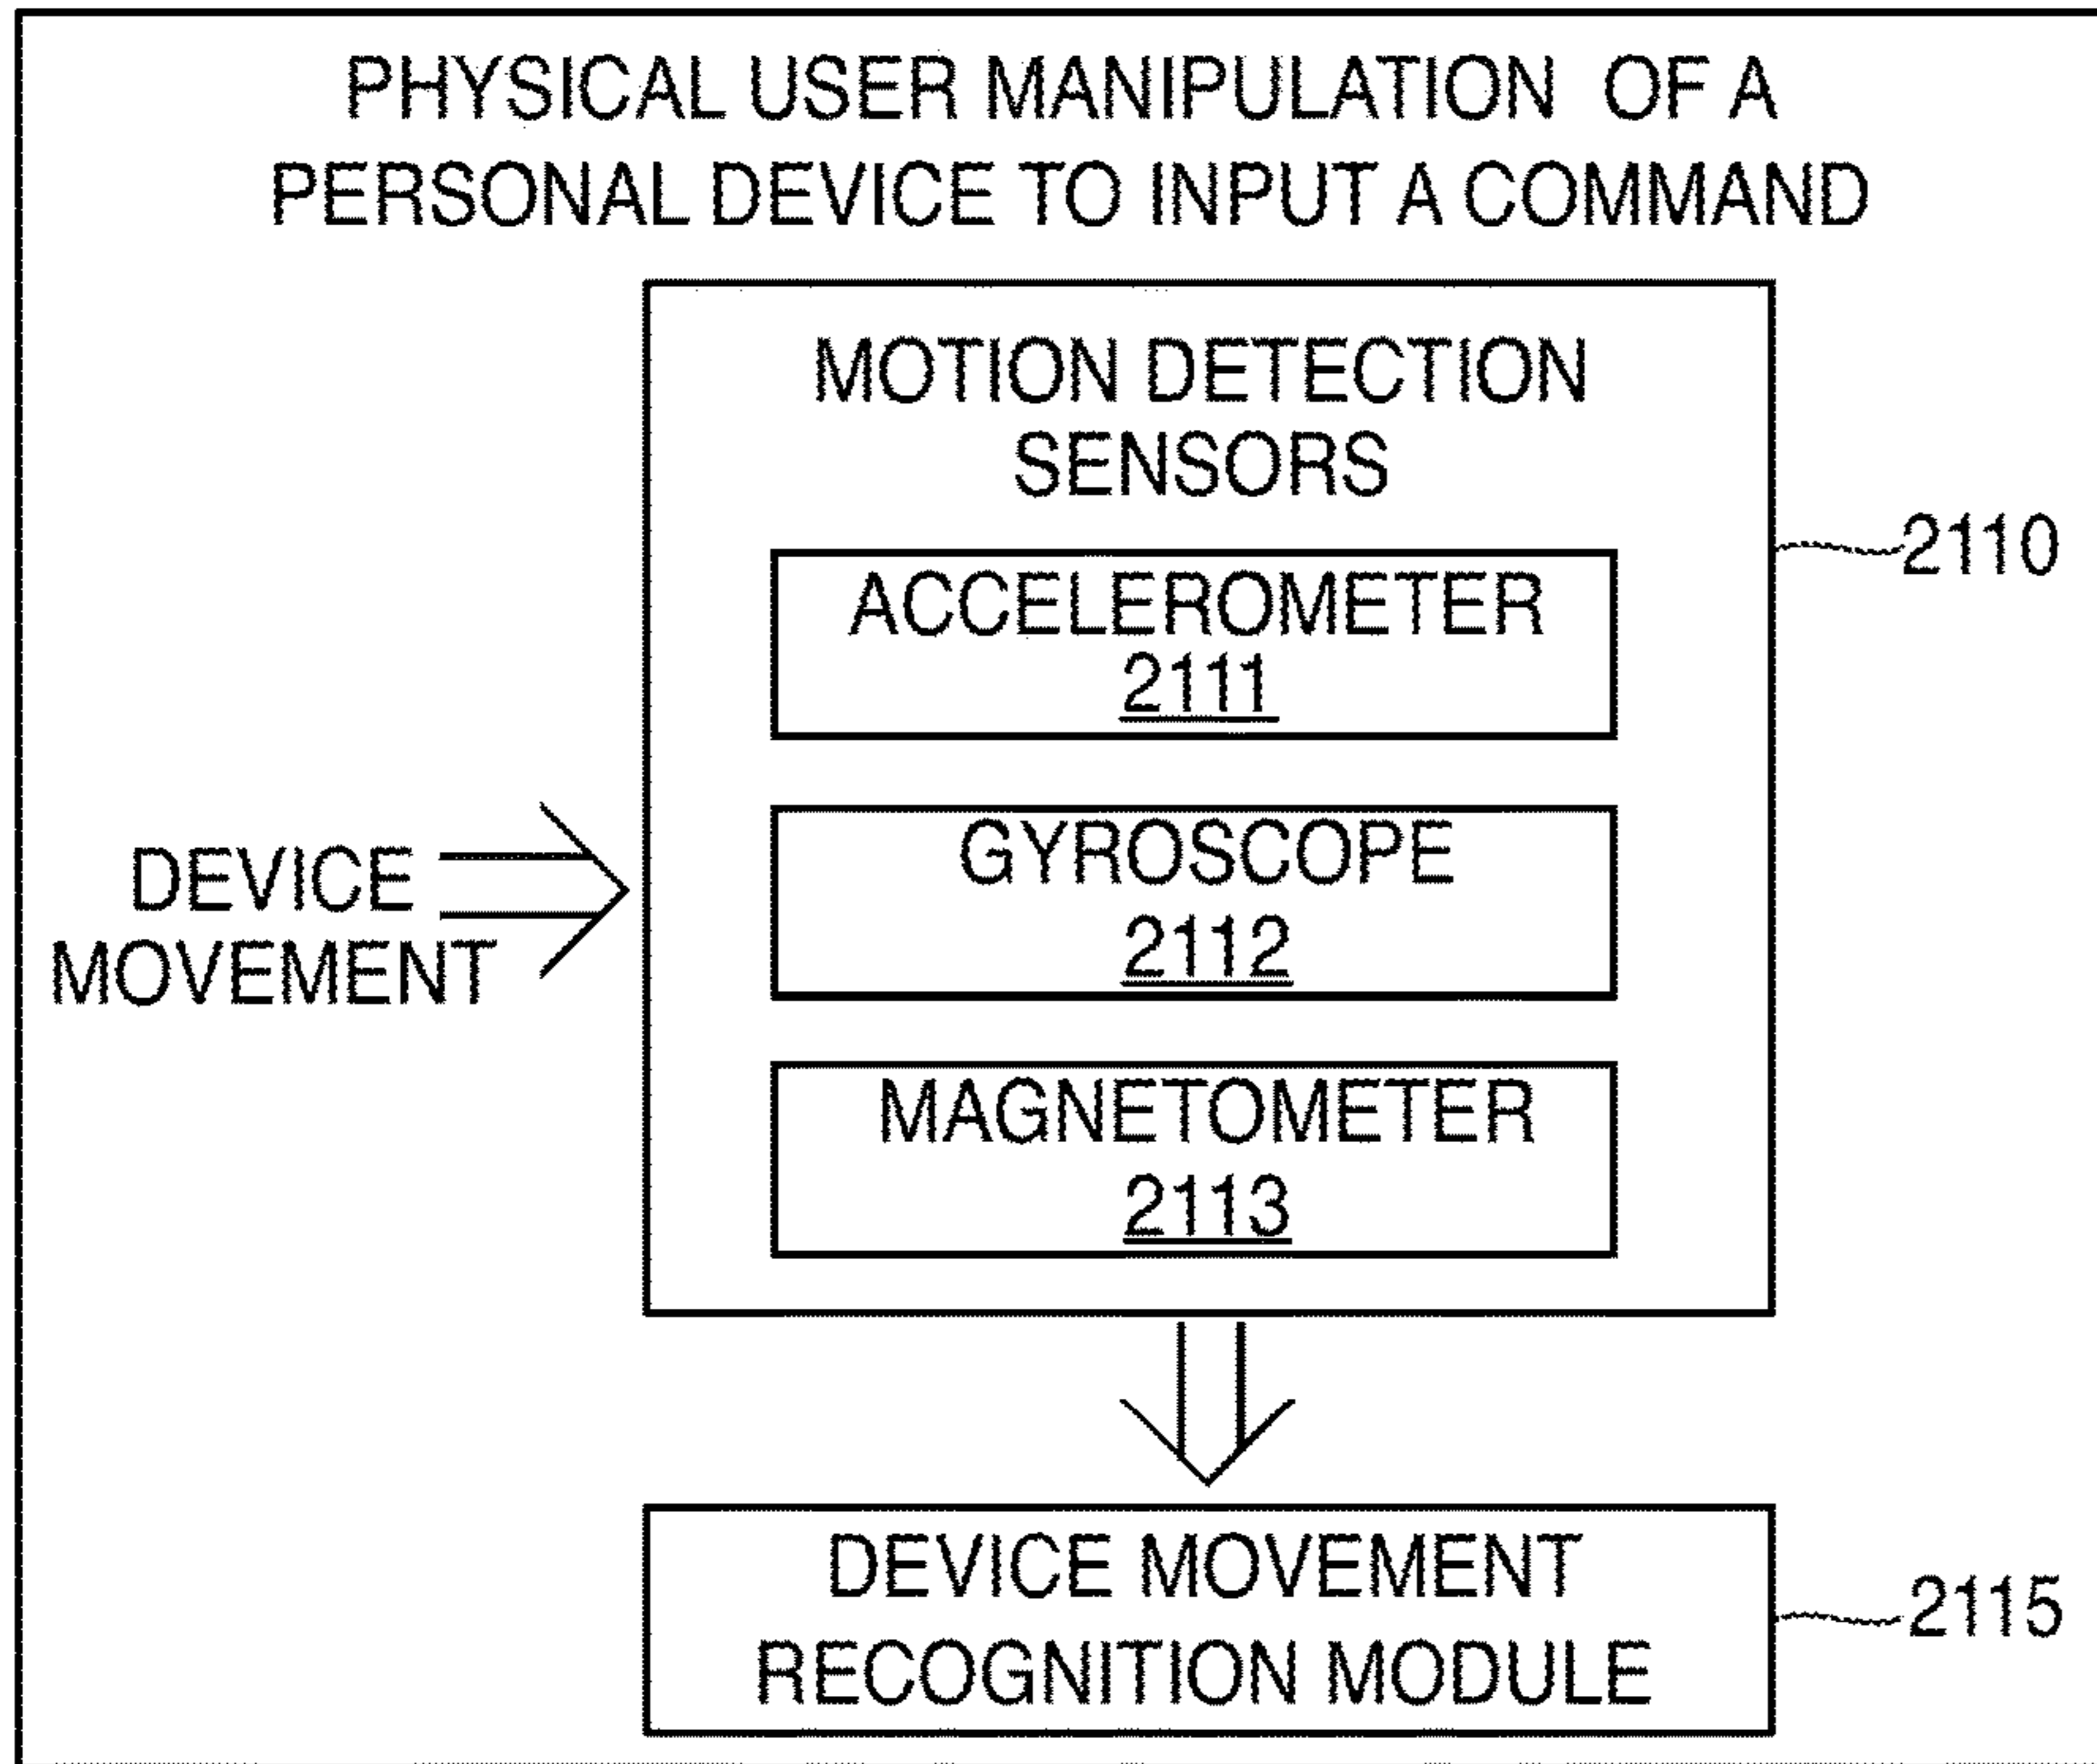 PHYSICAL USER MANIPULATION OF A
PERSONAL DEVICE TO INPUT A COMMAND
MOTION DETECTION
SENSORS
2110
ACCELEROMETER
2111
DEVICE
MOVEMENT
GYROSCOPE
2112
MAGNETOMETER
2113
DEVICE MOVEMENT
RECOGNITION MODULE
2115